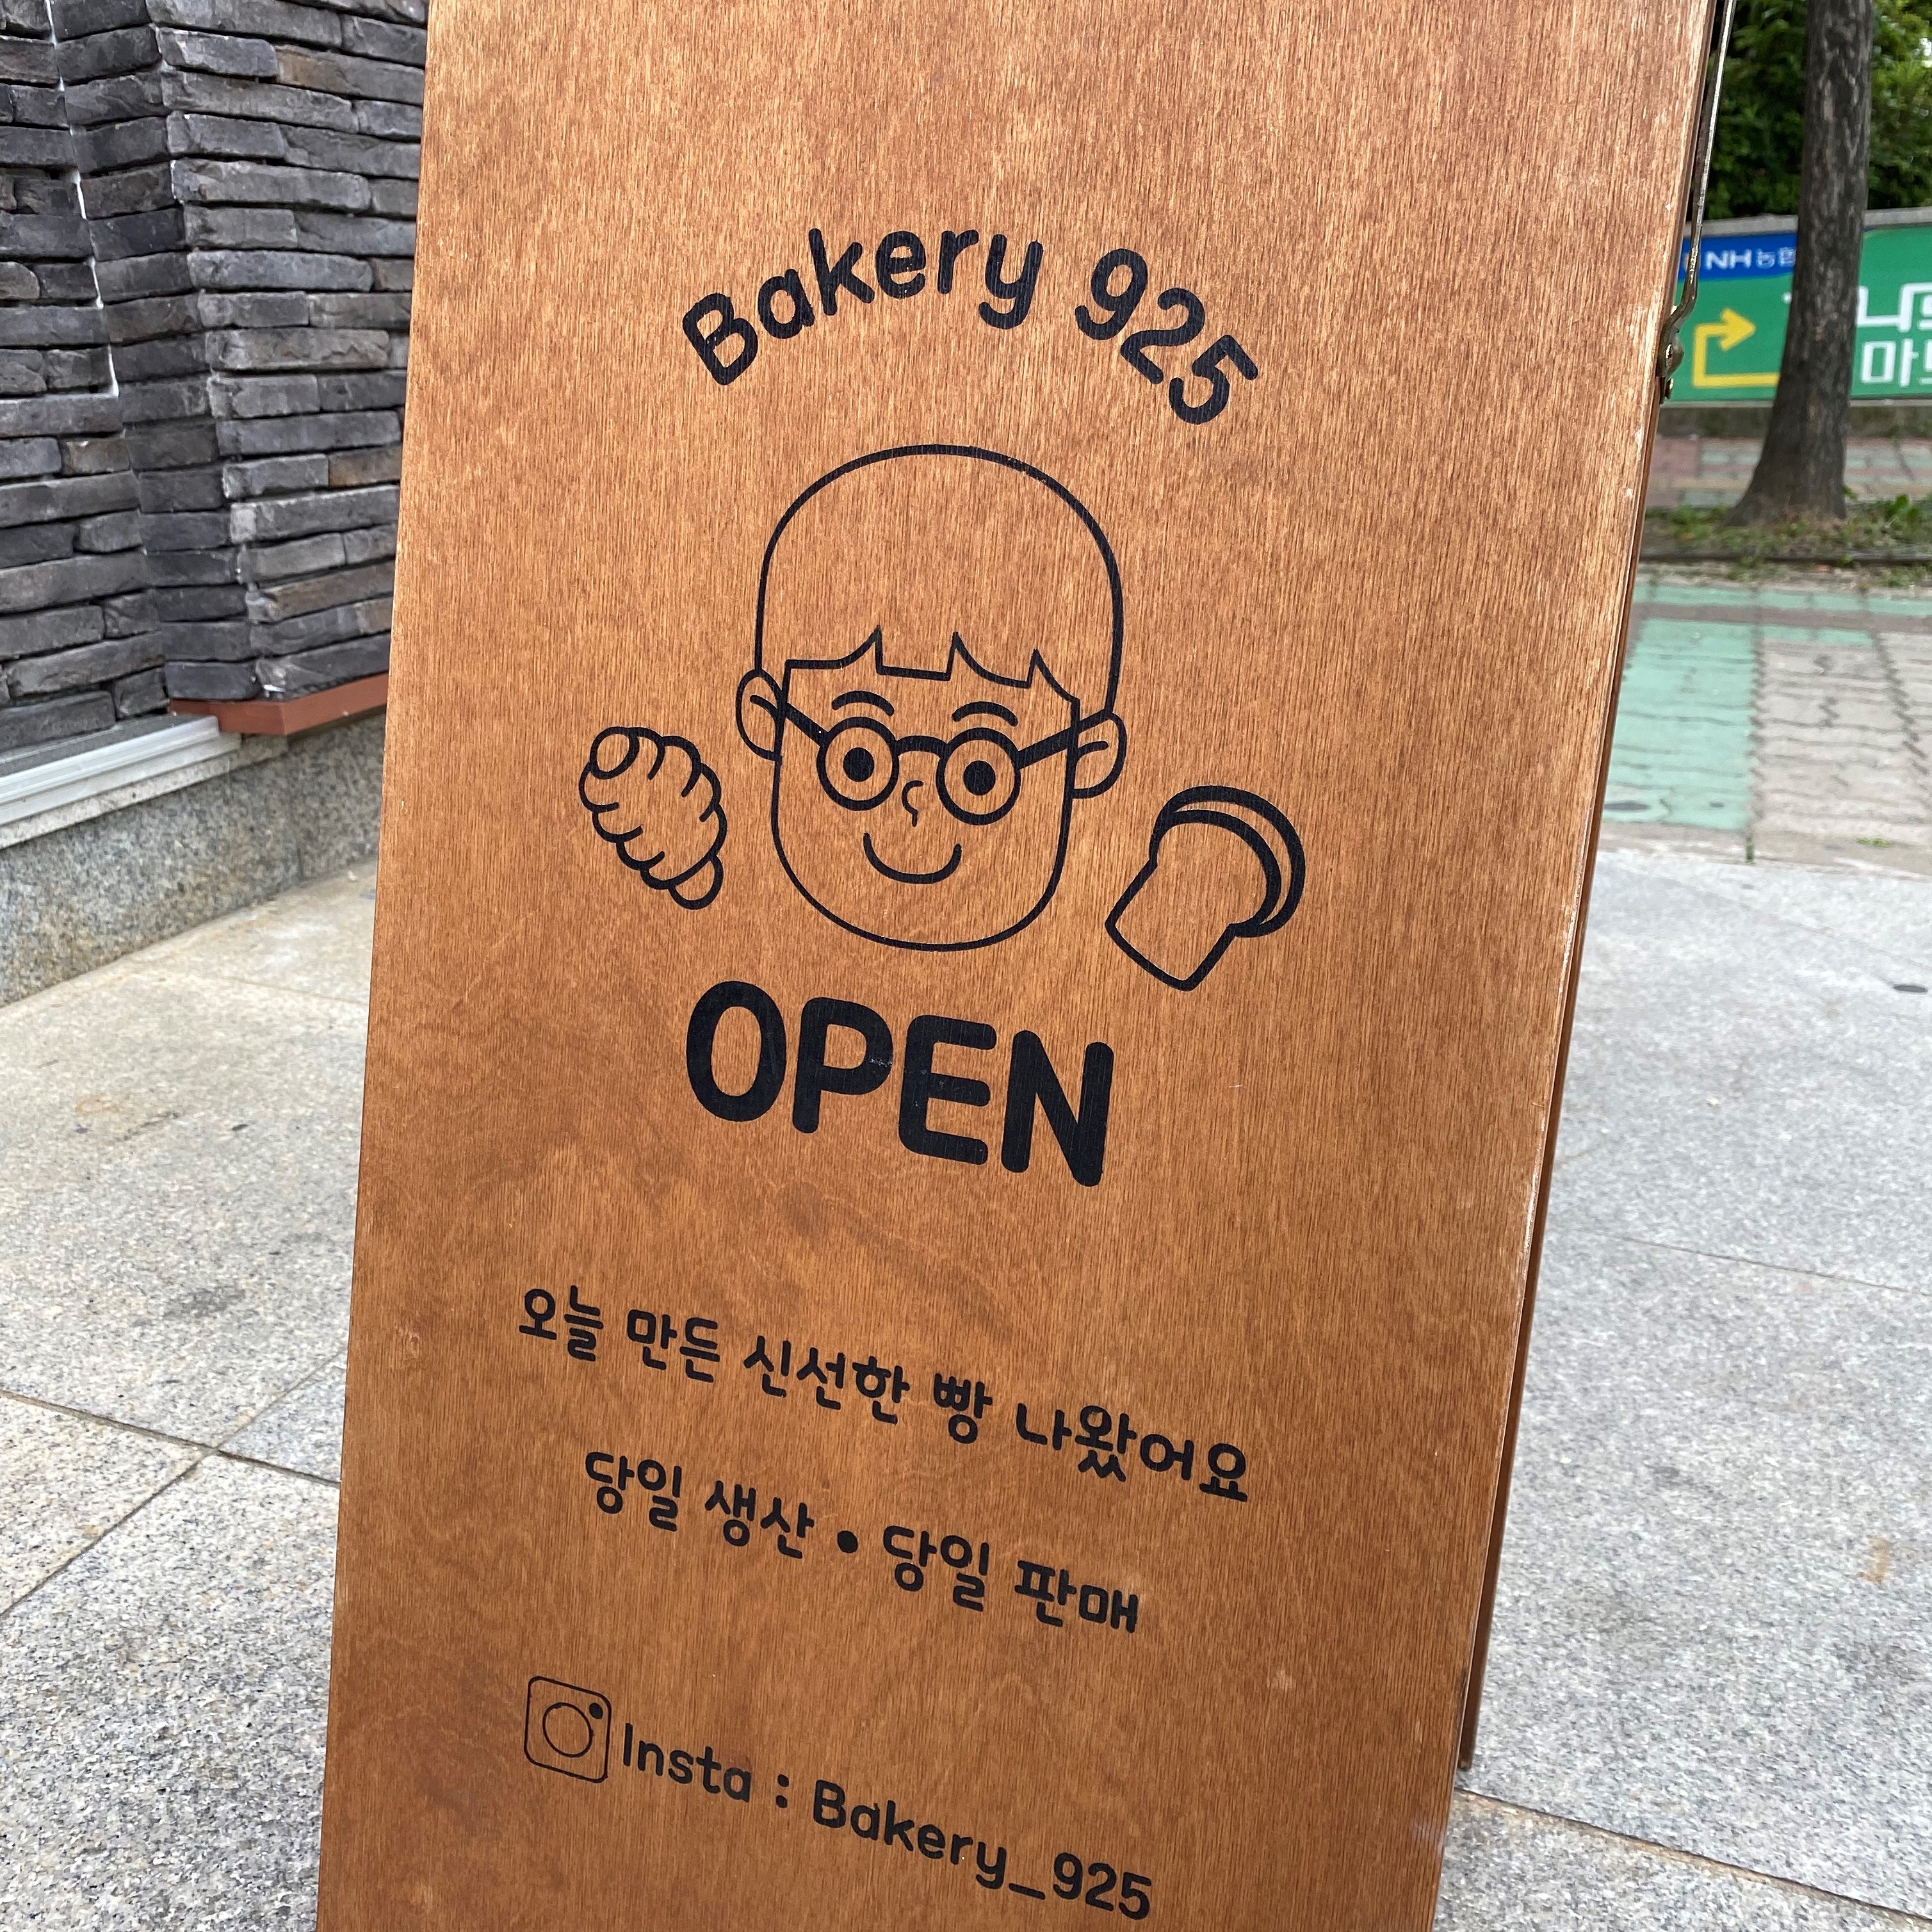 Bakery 925
OPEN
오늘 만든 신선한 빵 나왔어요
당일 생산 • 당일 판매
Insta : Bakery_925
NH